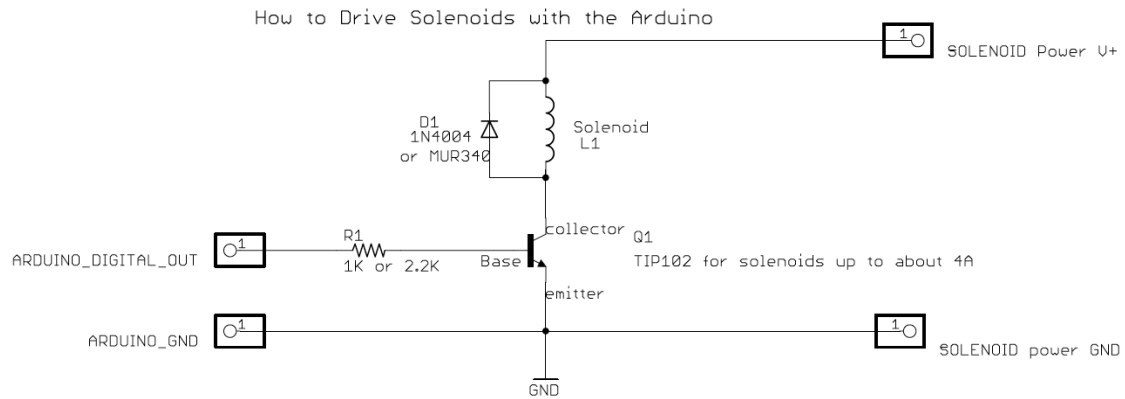 How to Drive Solenoids with the Arduino
1
SOLENOID Power V+
D1
1N4004
or MUR340
Solenoid
L1
collector
Q1
TIP102 for solenoids up to about 4A
1
R1
ARDUINO_DIGITAL_OUT
1K or 2.2K
Base
emitter
1
ARDUINO_GND
1
SOLENOID power GND
GND